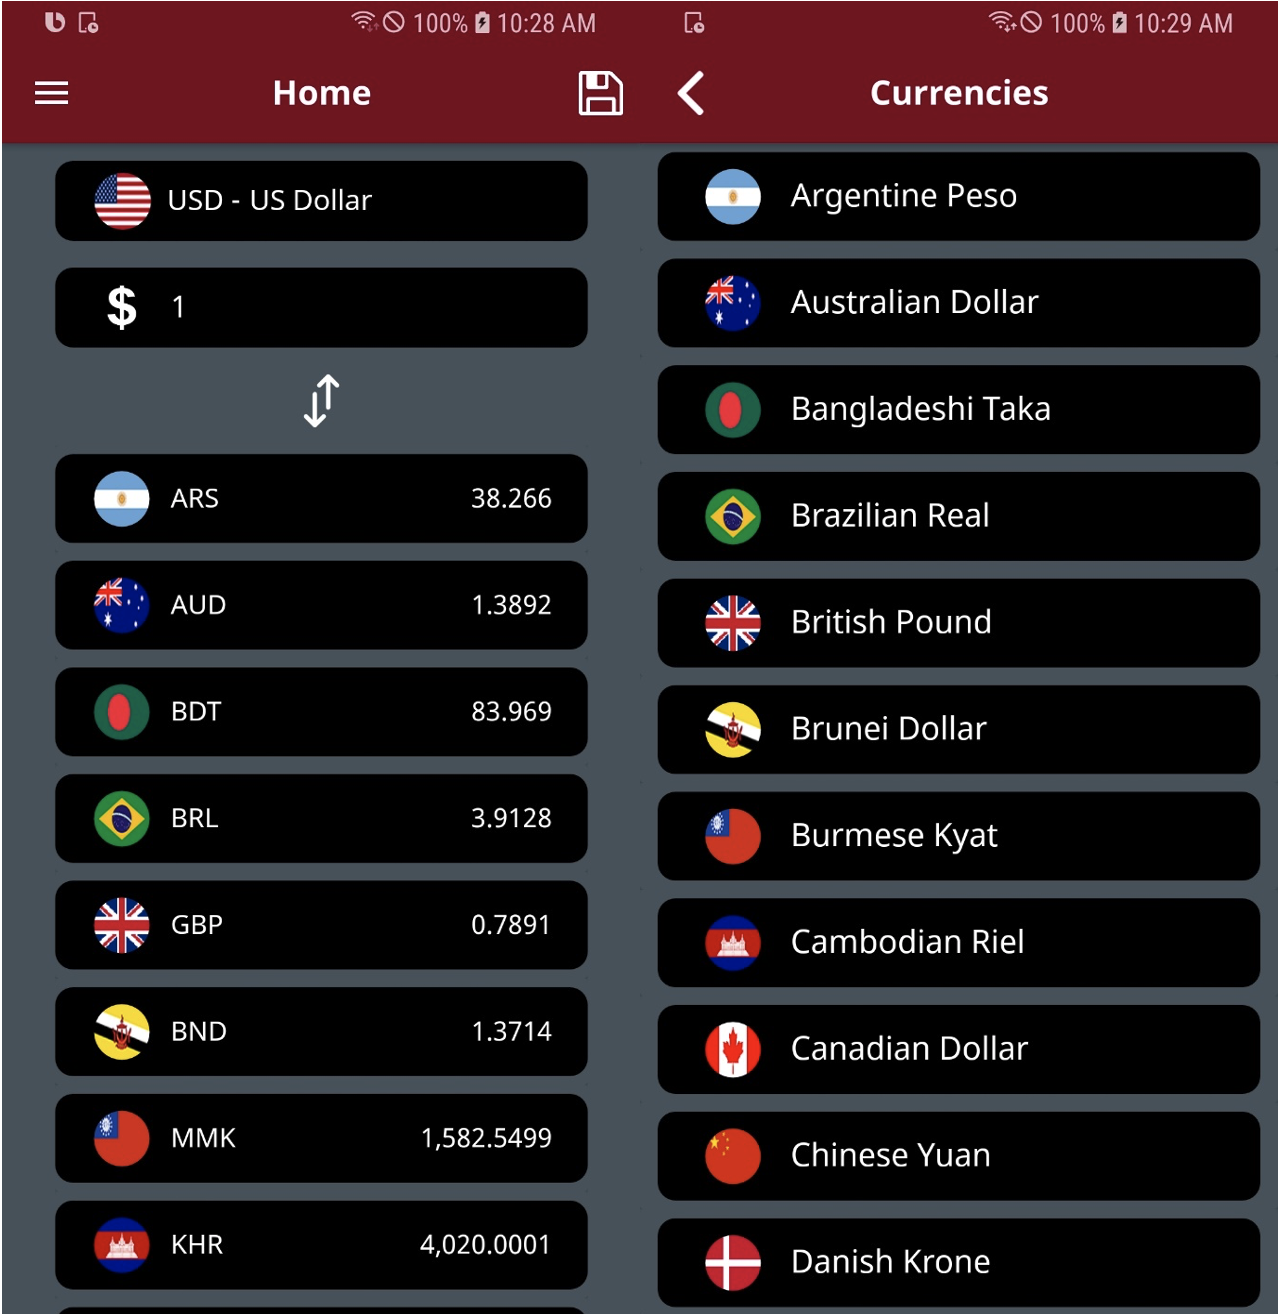 100% 10:28 AM
Home
USD - US Dollar
$ 1
ARS 38.266
AUD 1.3892
BDT 83.969
BRL 3.9128
GBP 0.7891
BND 1.3714
MMK 1,582.5499
KHR 4,020.0001
100% 10:29 AM
Currencies
Argentine Peso
Australian Dollar
Bangladeshi Taka
Brazilian Real
British Pound
Brunei Dollar
Burmese Kyat
Cambodian Riel
Canadian Dollar
Chinese Yuan
Danish Krone